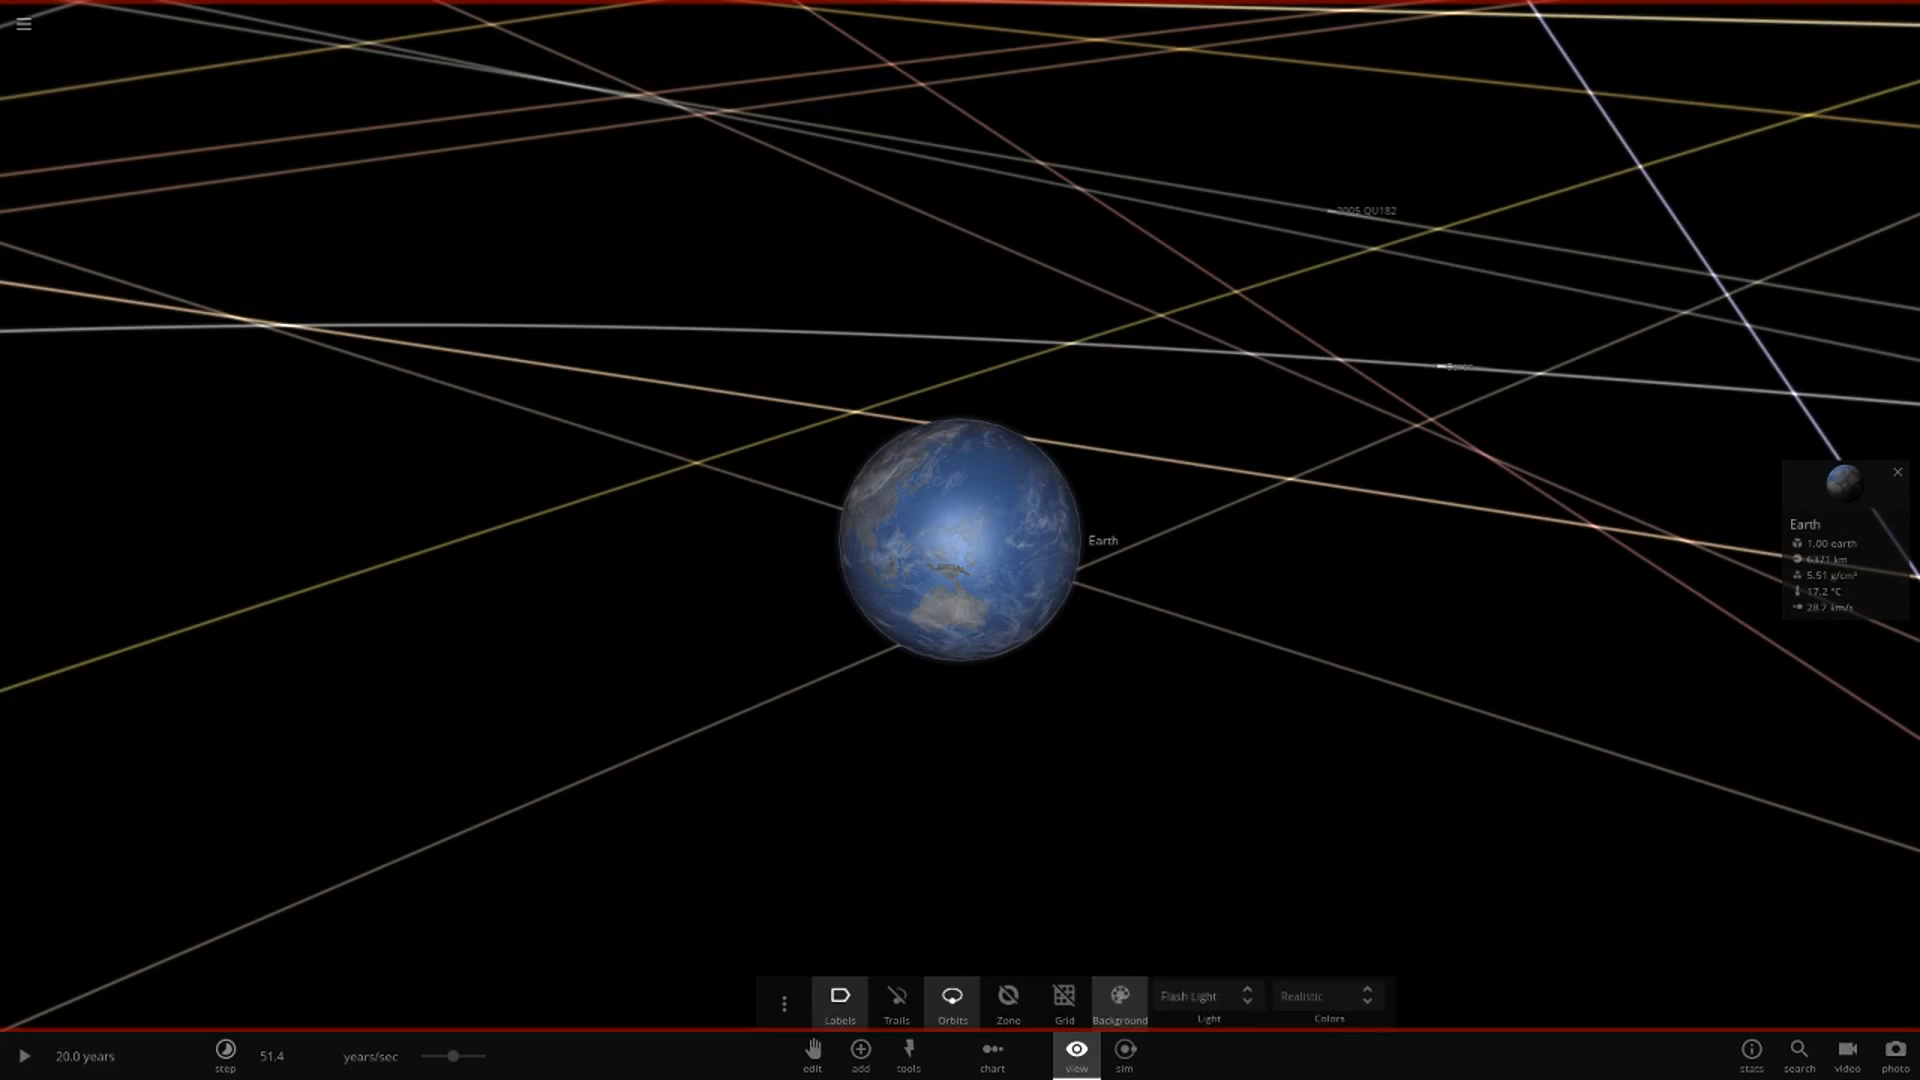 2005 QU182
Earth
Earth
1.00 earth
6371 km
5.51 g/cm³
17.2 °C
28.7 km/s
Labels
Trails
Orbits
Zone
Grid
Background
Flash Light
Light
Realistic
Colors
20.0 years
step
51.4
years/sec
edit
add
tools
chart
view
sim
stats
search
video
photo